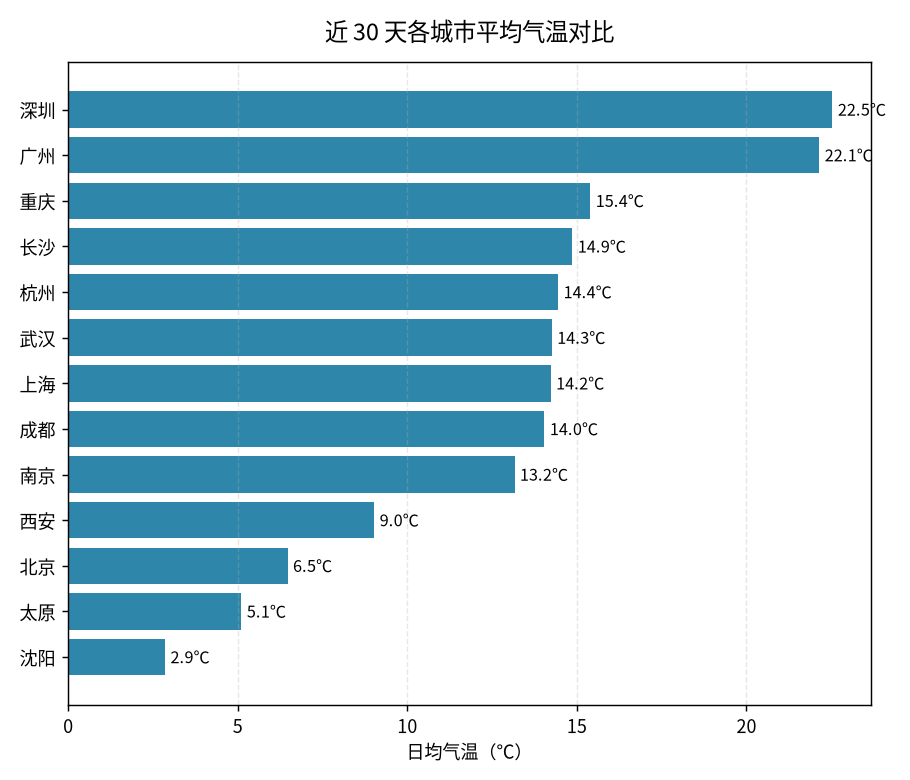 近 30 天各城市平均气温对比
深圳 22.5℃
广州 22.1℃
重庆 15.4℃
长沙 14.9℃
杭州 14.4℃
武汉 14.3℃
上海 14.2℃
成都 14.0℃
南京 13.2℃
西安 9.0℃
北京 6.5℃
太原 5.1℃
沈阳 2.9℃
0 5 10 15 20
日均气温（℃）